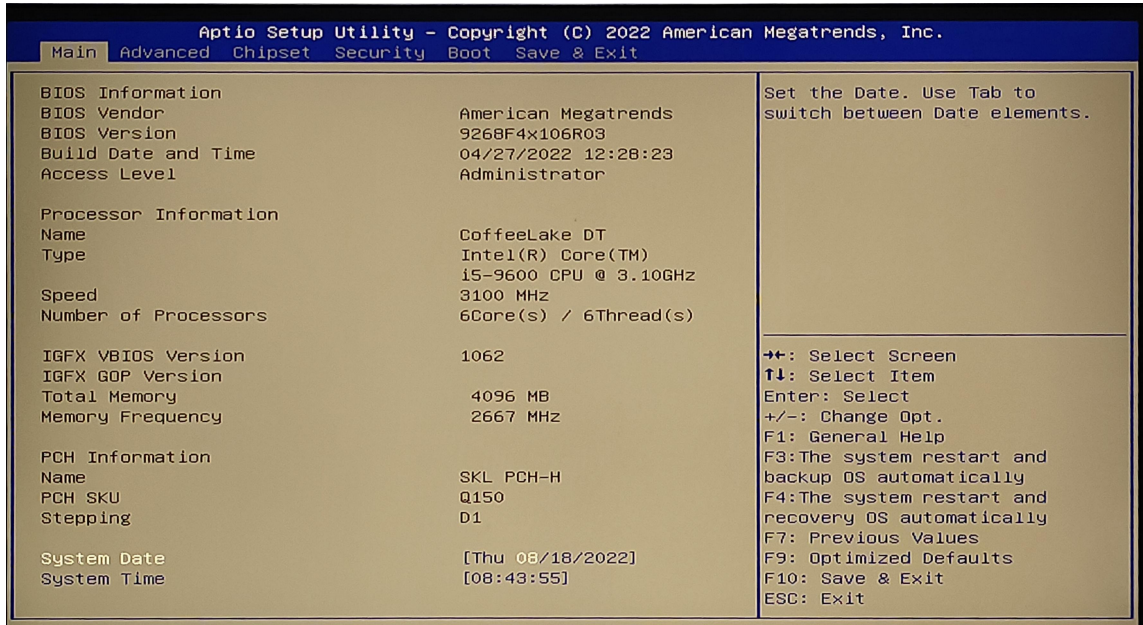 Aptio Setup Utility – Copyright (C) 2022 American Megatrends, Inc.
Main Advanced Chipset Security Boot Save & Exit
BIOS Information
BIOS Vendor American Megatrends
BIOS Version 9268F4x106R03
Build Date and Time 04/27/2022 12:28:23
Access Level Administrator
Processor Information
Name CoffeeLake DT
Type Intel(R) Core(TM)
i5-9600 CPU @ 3.10GHz
Speed 3100 MHz
Number of Processors 6Core(s) / 6Thread(s)
IGFX VBIOS Version 1062
IGFX GOP Version
Total Memory 4096 MB
Memory Frequency 2667 MHz
PCH Information
Name SKL PCH-H
PCH SKU Q150
Stepping D1
System Date [Thu 08/18/2022]
System Time [08:43:55]
Set the Date. Use Tab to
switch between Date elements.
→←: Select Screen
↑↓: Select Item
Enter: Select
+/-: Change Opt.
F1: General Help
F3:The system restart and
backup OS automatically
F4:The system restart and
recovery OS automatically
F7: Previous Values
F9: Optimized Defaults
F10: Save & Exit
ESC: Exit